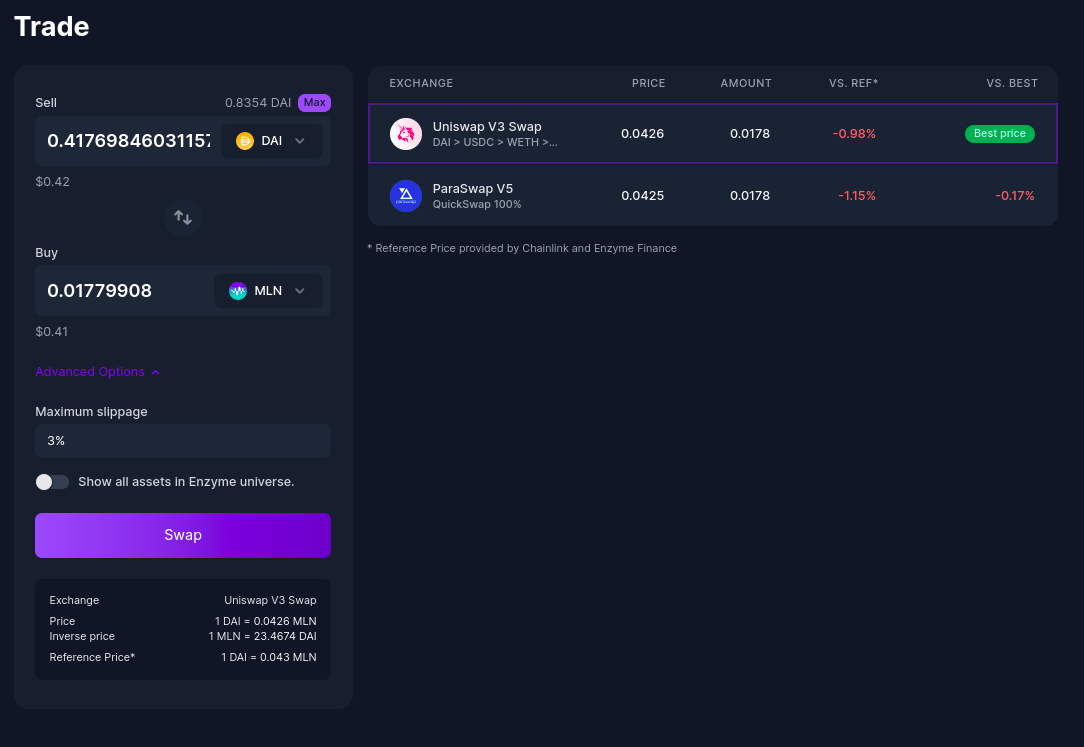 Trade
Sell 0.8354 DAI Max
0.4176984603115 DAI
$0.42
Buy
0.01779908 MLN
$0.41
Advanced Options
Maximum slippage
3%
Show all assets in Enzyme universe.
Swap
Exchange Uniswap V3 Swap
Price 1 DAI = 0.0426 MLN
Inverse price 1 MLN = 23.4674 DAI
Reference Price* 1 DAI = 0.043 MLN
EXCHANGE PRICE AMOUNT VS. REF* VS. BEST
Uniswap V3 Swap
DAI > USDC > WETH >...
0.0426 0.0178 -0.98% Best price
ParaSwap V5
QuickSwap 100%
0.0425 0.0178 -1.15% -0.17%
* Reference Price provided by Chainlink and Enzyme Finance